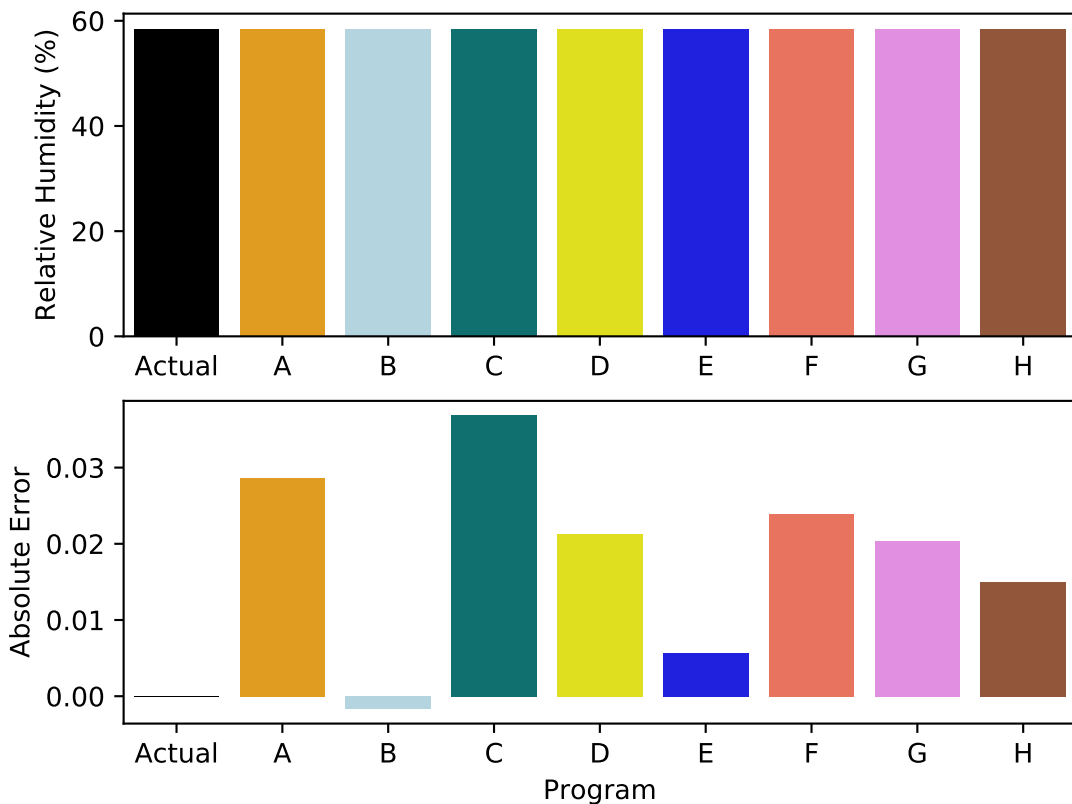 Relative Humidity (%)
60
40
20
0
Actual A B C D E F G H
Absolute Error
0.03
0.02
0.01
0.00
Actual A B C D E F G H
Program